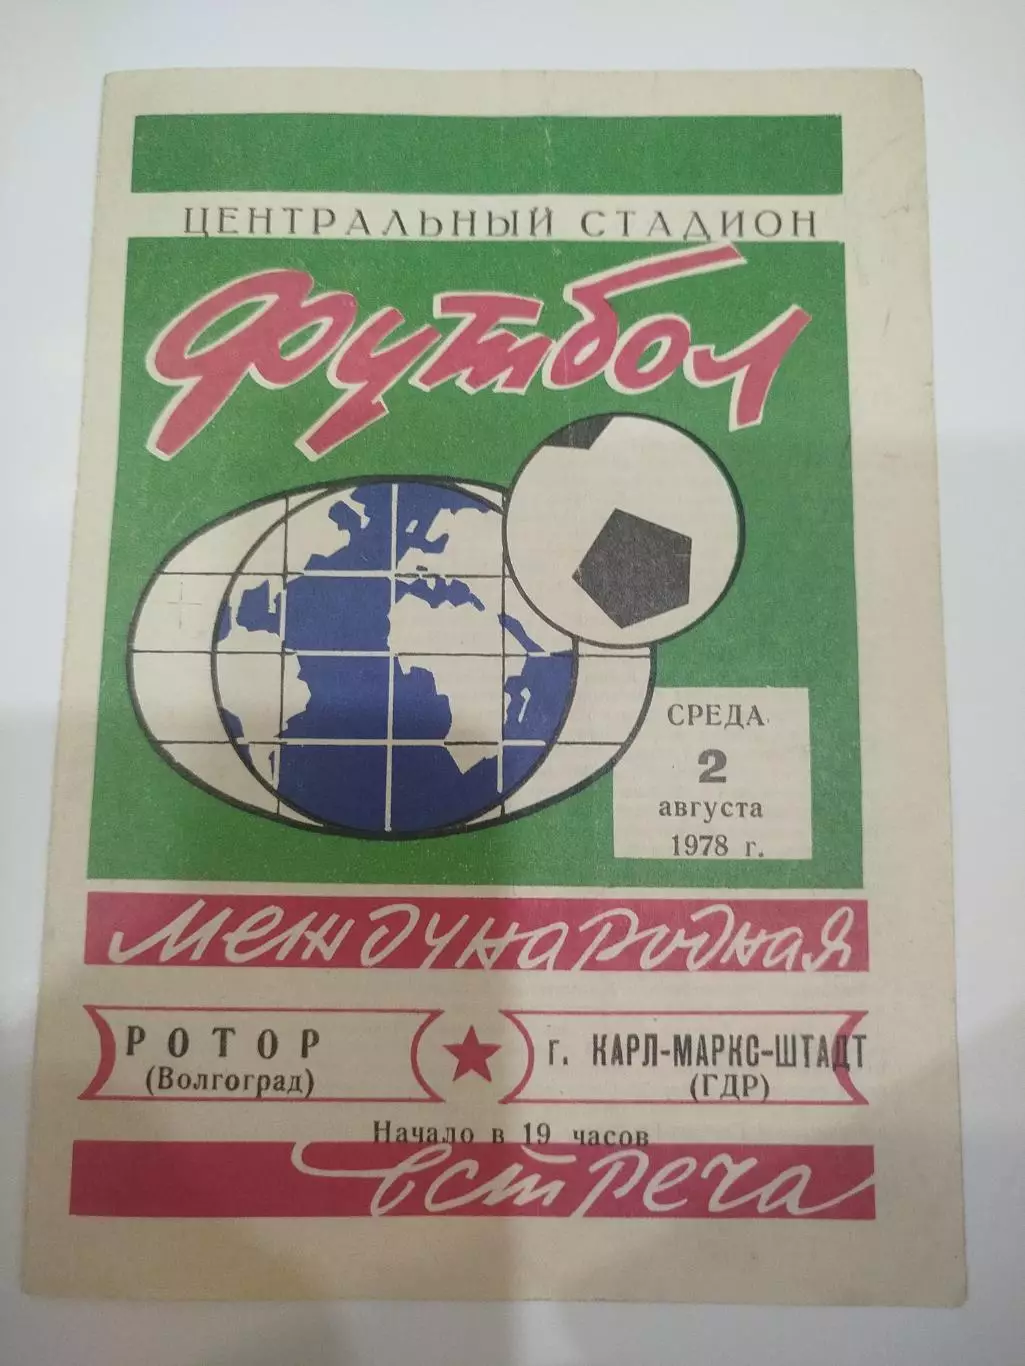 ЦЕНТРАЛЬНЫЙ СТАДИОН
Футбол
СРЕДА
2
августа
1978 г.
международная
РОТОР
(Волгоград)
г. КАРЛ-МАРКС-ШТАДТ
(ГДР)
Начало в 19 часов
встреча